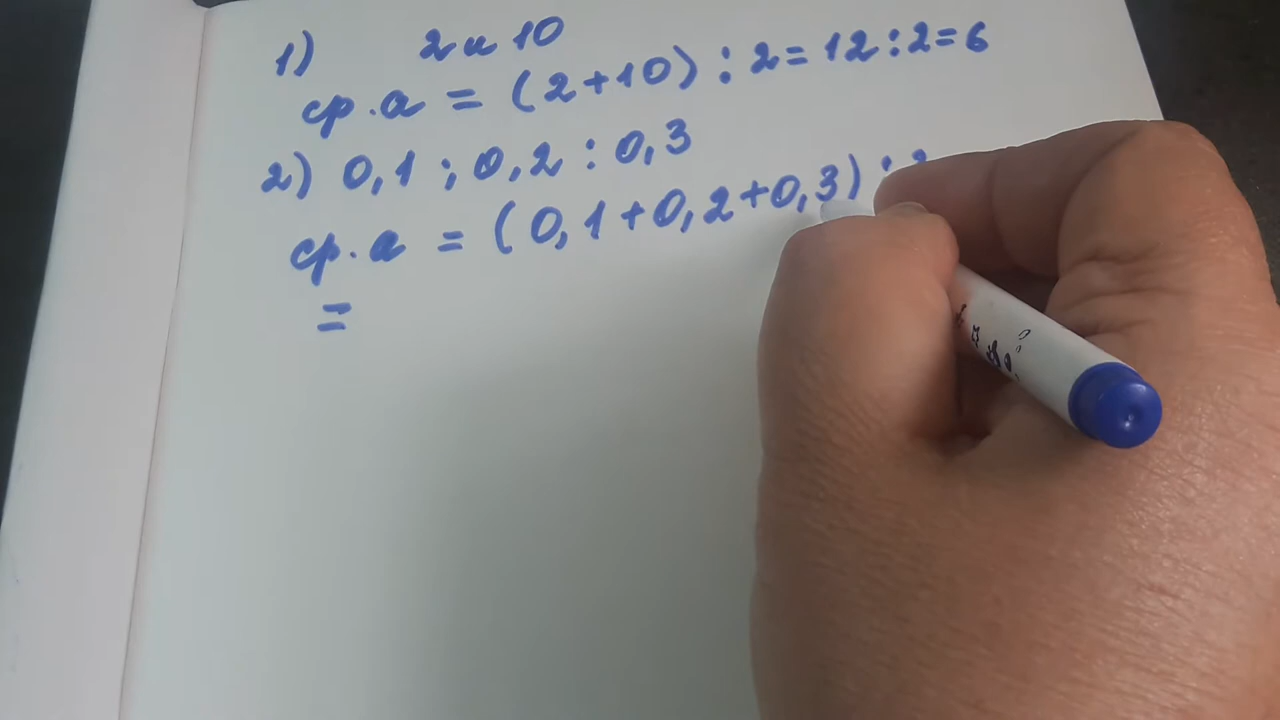 1) 2 и 10
ср.а = (2+10) : 2 = 12 : 2 = 6
2) 0,1 ; 0,2 : 0,3
ср.а = (0,1+0,2+0,3) :
=